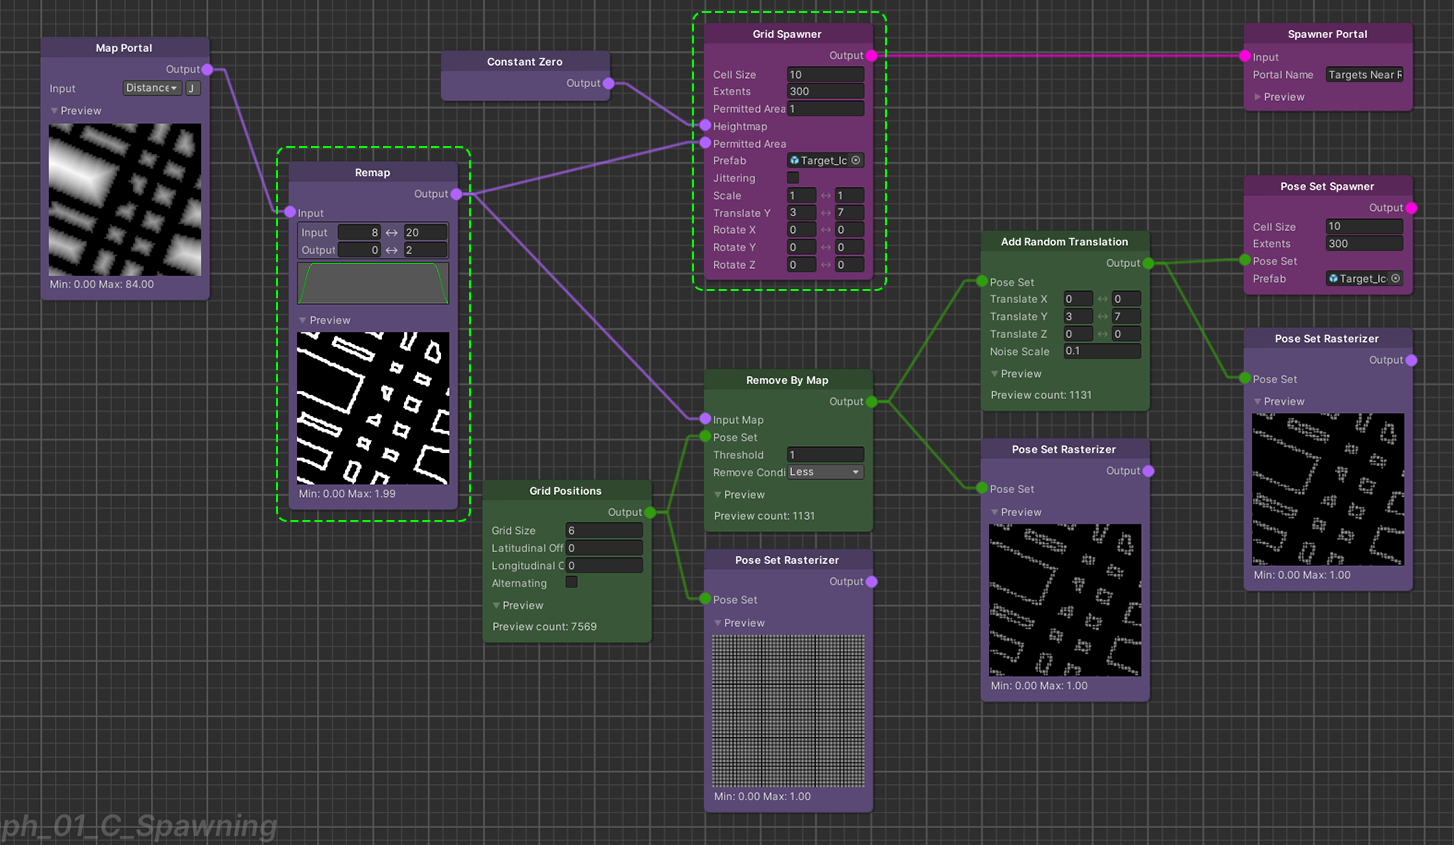 Map Portal
Output
Input Distance J
Preview
Min: 0.00 Max: 84.00
Remap
Output
Input
Input 8 ↔ 20
Output 0 ↔ 2
Preview
Min: 0.00 Max: 1.99
Constant Zero
Output
Grid Spawner
Output
Cell Size 10
Extents 300
Permitted Area 1
Heightmap
Permitted Area
Prefab Target_Ic
Jittering
Scale 1 ↔ 1
Translate Y 3 ↔ 7
Rotate X 0 ↔ 0
Rotate Y 0 ↔ 0
Rotate Z 0 ↔ 0
Spawner Portal
Input
Portal Name Targets Near R
Preview
Pose Set Spawner
Output
Cell Size 10
Extents 300
Pose Set
Prefab Target_Ic
Add Random Translation
Output
Pose Set
Translate X 0 ↔ 0
Translate Y 3 ↔ 7
Translate Z 0 ↔ 0
Noise Scale 0.1
Preview
Preview count: 1131
Pose Set Rasterizer
Output
Pose Set
Preview
Min: 0.00 Max: 1.00
Remove By Map
Output
Input Map
Pose Set
Threshold 1
Remove Condi Less
Preview
Preview count: 1131
Pose Set Rasterizer
Output
Pose Set
Preview
Min: 0.00 Max: 1.00
Grid Positions
Output
Grid Size 6
Latitudinal Off 0
Longitudinal O 0
Alternating
Preview
Preview count: 7569
Pose Set Rasterizer
Output
Pose Set
Preview
Min: 0.00 Max: 1.00
ph_01_C_Spawning